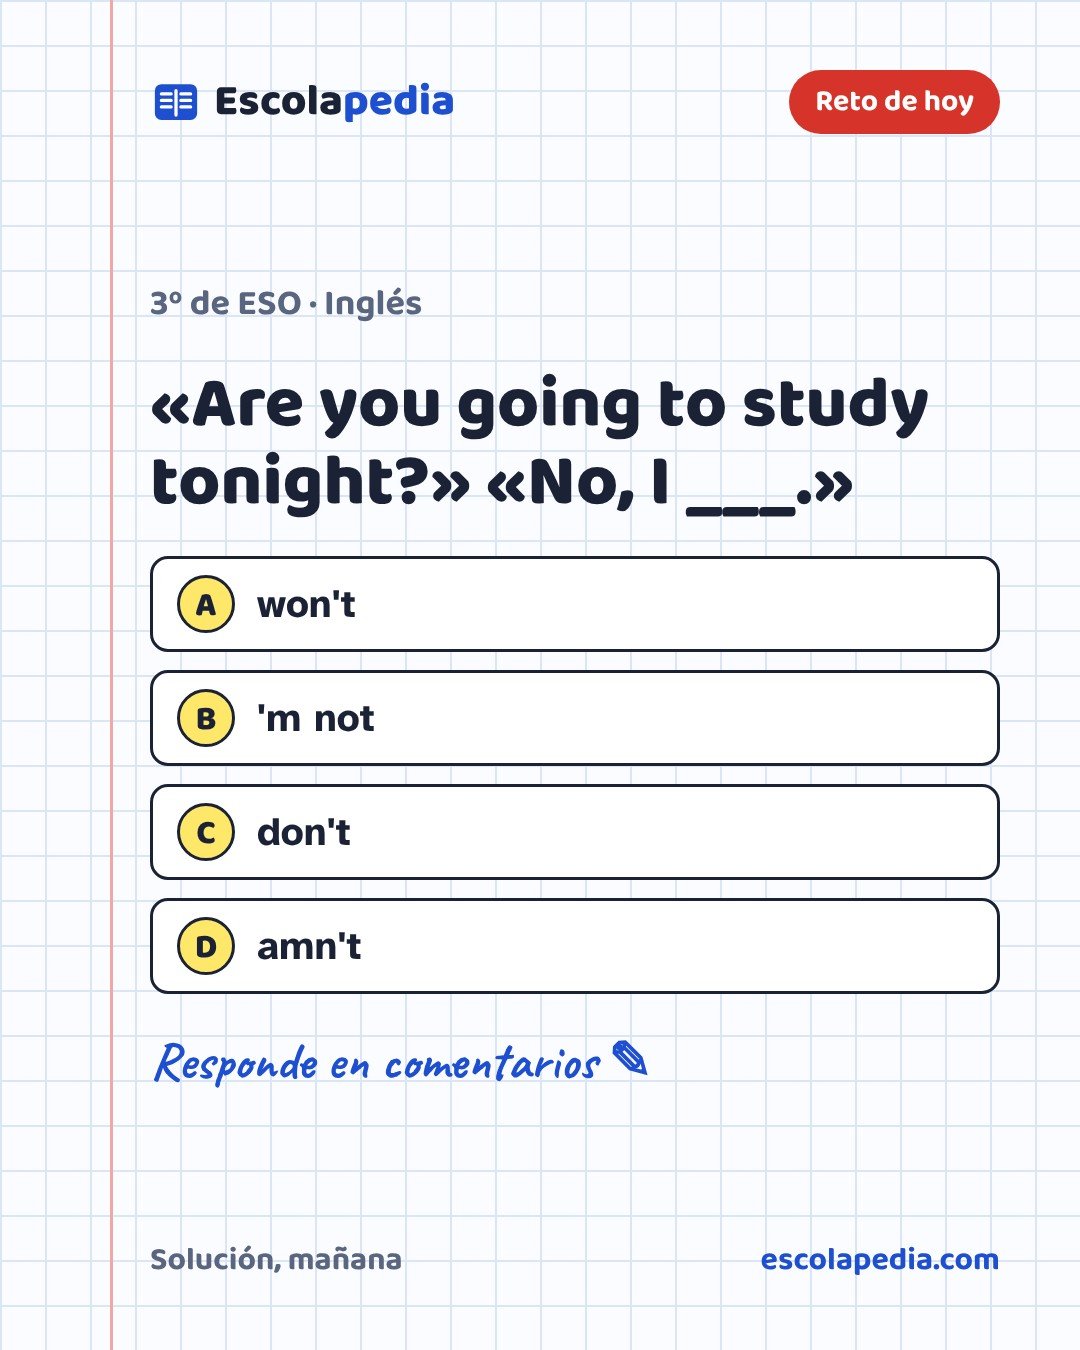 Escolapedia
Reto de hoy
3º de ESO · Inglés
«Are you going to study
tonight?» «No, I ___.»
A won't
B 'm not
C don't
D amn't
Responde en comentarios ✎
Solución, mañana
escolapedia.com